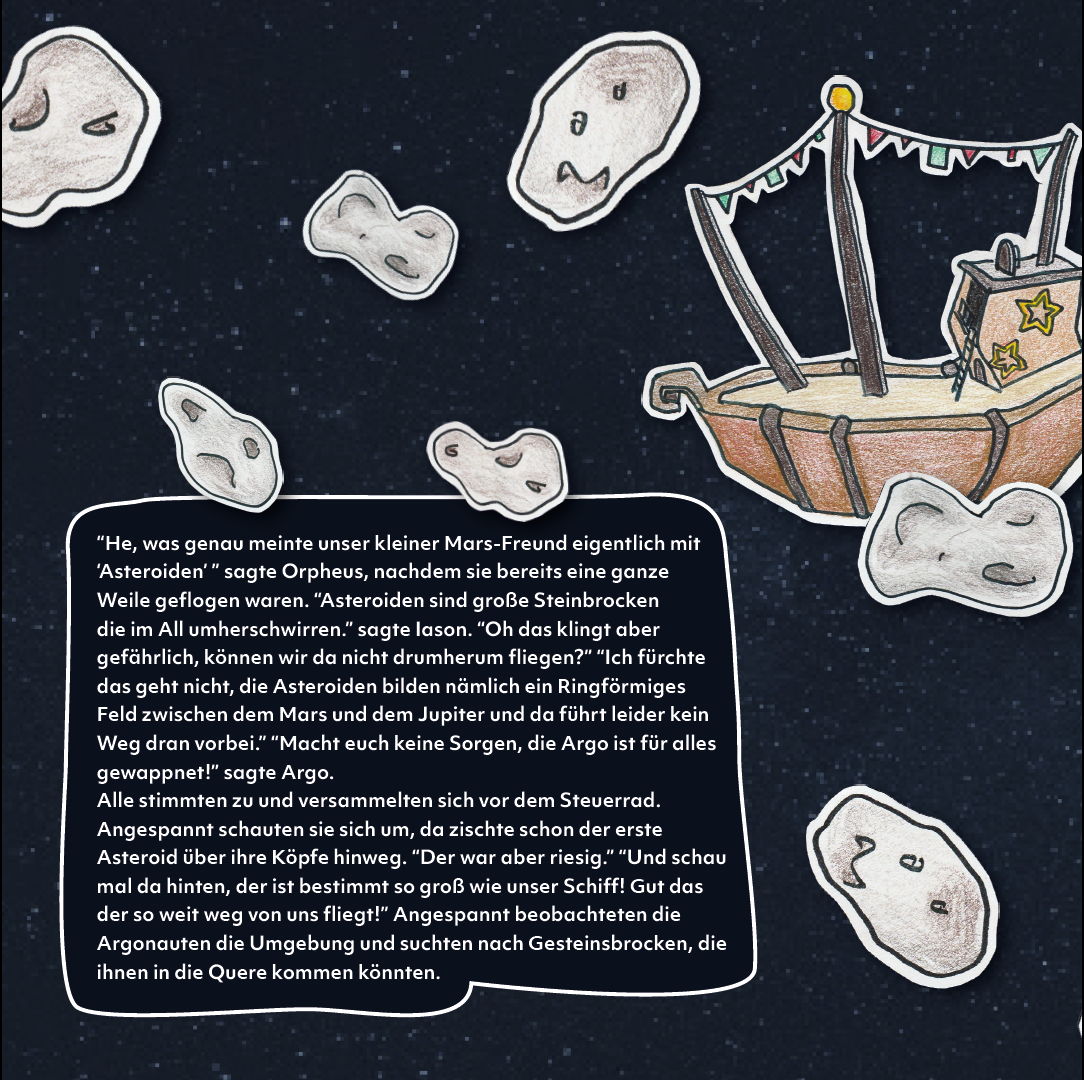 “He, was genau meinte unser kleiner Mars-Freund eigentlich mit
‘Asteroiden’ ” sagte Orpheus, nachdem sie bereits eine ganze
Weile geflogen waren. “Asteroiden sind große Steinbrocken
die im All umherschwirren.” sagte Iason. “Oh das klingt aber
gefährlich, können wir da nicht drumherum fliegen?” “Ich fürchte
das geht nicht, die Asteroiden bilden nämlich ein Ringförmiges
Feld zwischen dem Mars und dem Jupiter und da führt leider kein
Weg dran vorbei.” “Macht euch keine Sorgen, die Argo ist für alles
gewappnet!” sagte Argo.
Alle stimmten zu und versammelten sich vor dem Steuerrad.
Angespannt schauten sie sich um, da zischte schon der erste
Asteroid über ihre Köpfe hinweg. “Der war aber riesig.” “Und schau
mal da hinten, der ist bestimmt so groß wie unser Schiff! Gut das
der so weit weg von uns fliegt!” Angespannt beobachteten die
Argonauten die Umgebung und suchten nach Gesteinsbrocken, die
ihnen in die Quere kommen könnten.